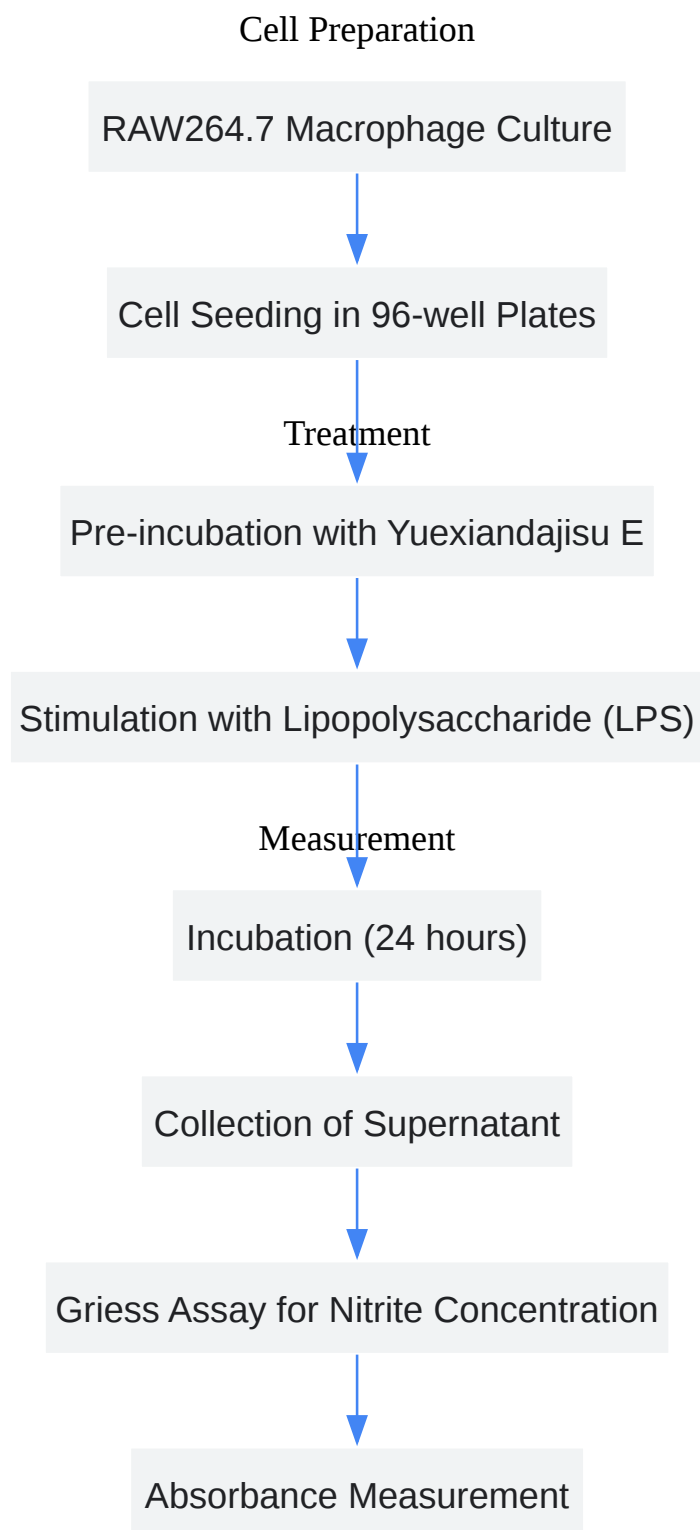 Cell Preparation
RAW264.7 Macrophage Culture
Cell Seeding in 96-well Plates
Treatment
Pre-incubation with Yuexiandajisu E
Stimulation with Lipopolysaccharide (LPS)
Measurement
Incubation (24 hours)
Collection of Supernatant
Griess Assay for Nitrite Concentration
Absorbance Measurement